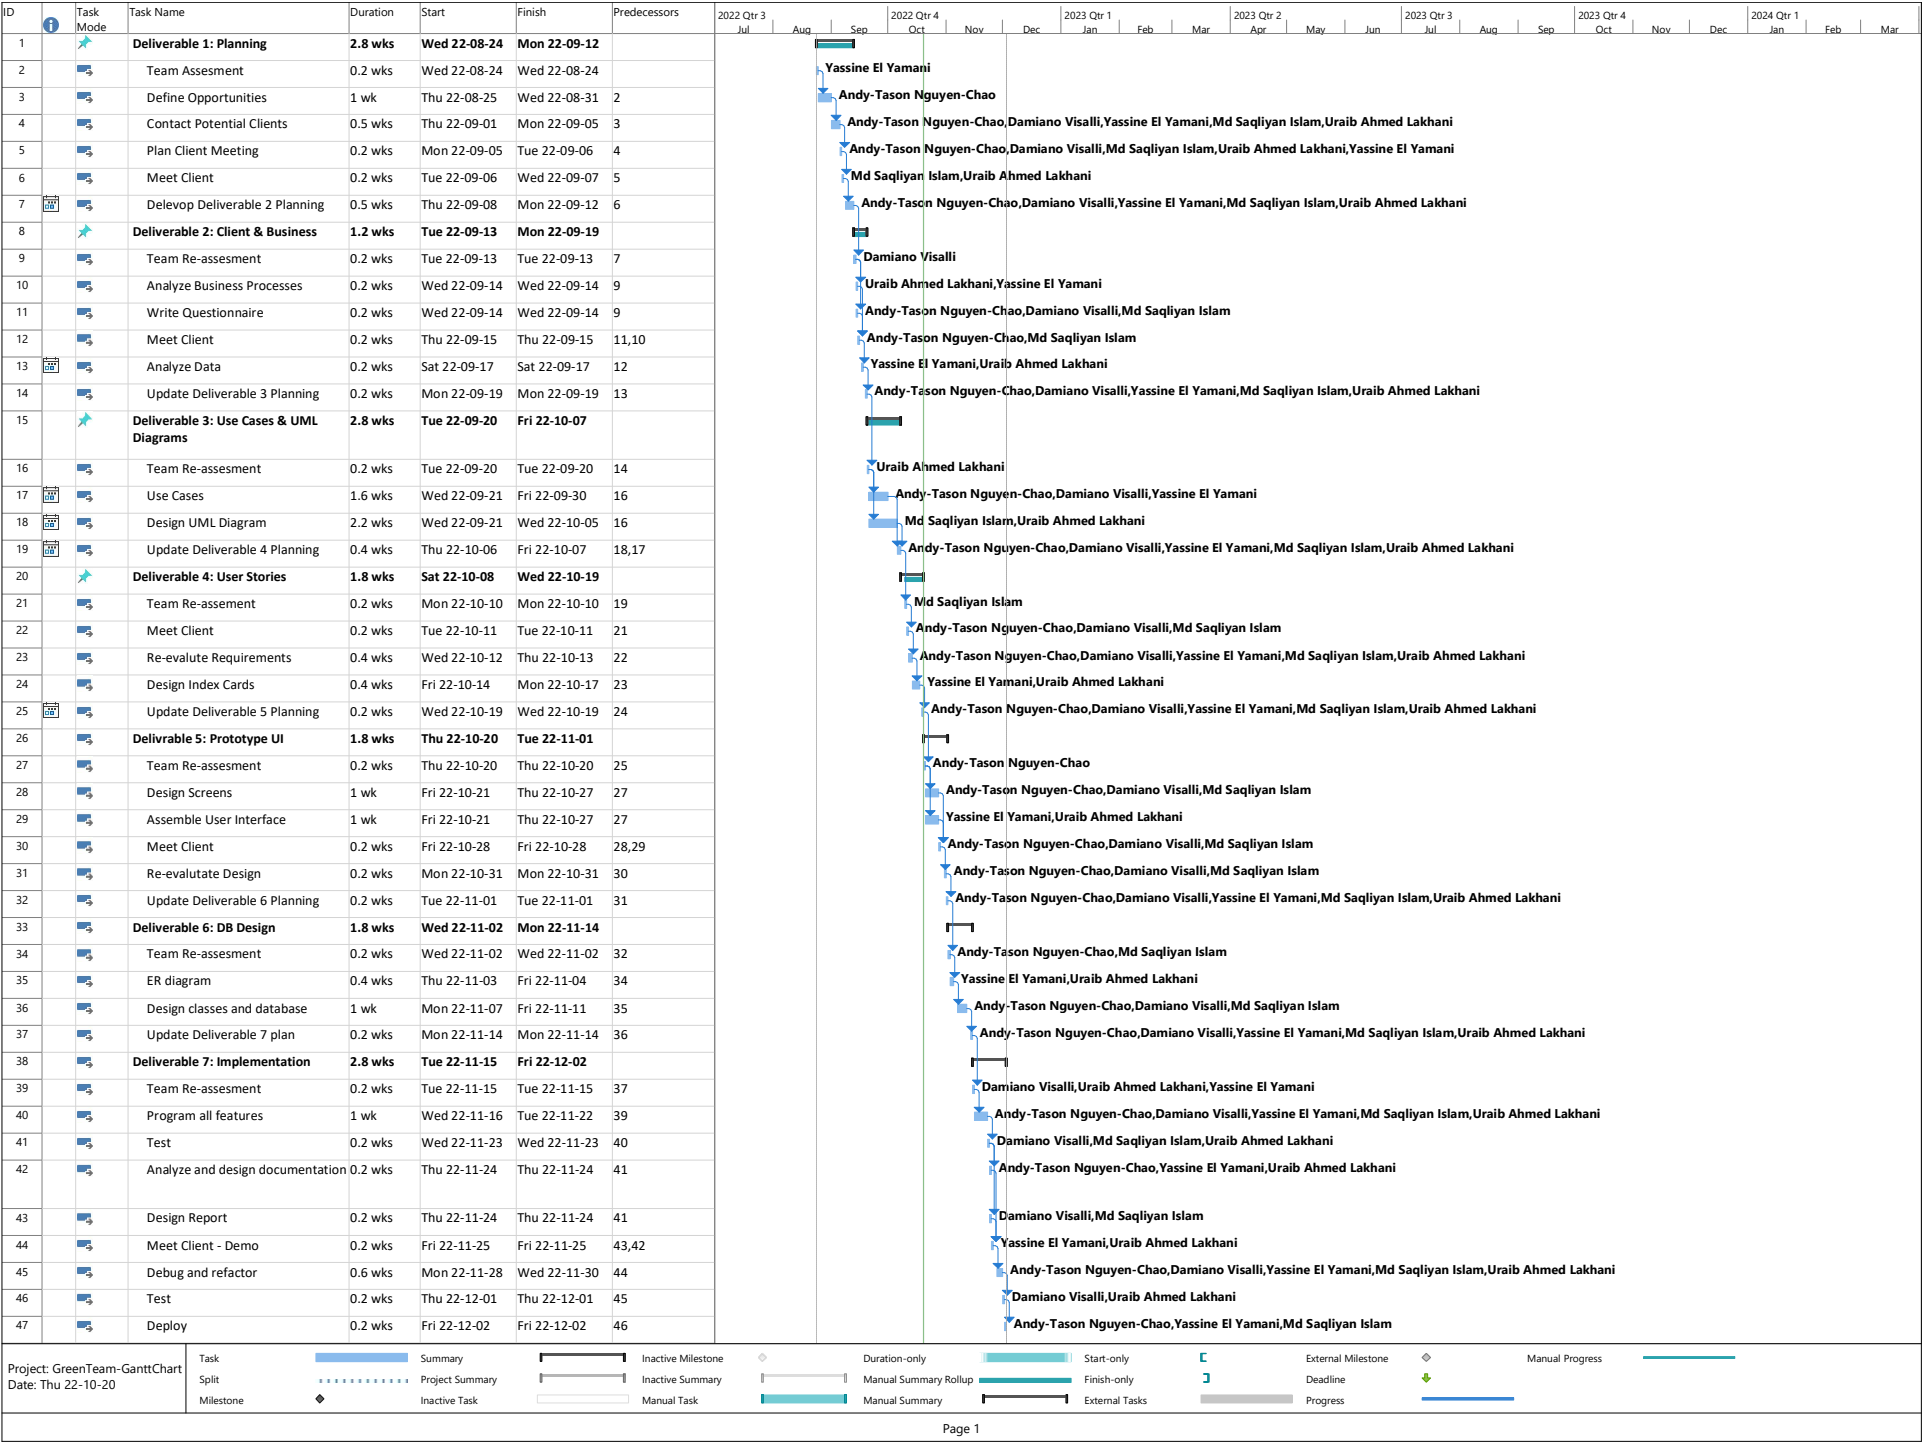 ID Task Mode Task Name Duration Start Finish Predecessors
2022 Qtr 3 2022 Qtr 4 2023 Qtr 1 2023 Qtr 2 2023 Qtr 3 2023 Qtr 4 2024 Qtr 1
Jul Aug Sep Oct Nov Dec Jan Feb Mar Apr May Jun Jul Aug Sep Oct Nov Dec Jan Feb Mar
1 Deliverable 1: Planning 2.8 wks Wed 22-08-24 Mon 22-09-12
2 Team Assesment 0.2 wks Wed 22-08-24 Wed 22-08-24 Yassine El Yamani
3 Define Opportunities 1 wk Thu 22-08-25 Wed 22-08-31 2 Andy-Tason Nguyen-Chao
4 Contact Potential Clients 0.5 wks Thu 22-09-01 Mon 22-09-05 3 Andy-Tason Nguyen-Chao,Damiano Visalli,Yassine El Yamani,Md Saqliyan Islam,Uraib Ahmed Lakhani
5 Plan Client Meeting 0.2 wks Mon 22-09-05 Tue 22-09-06 4 Andy-Tason Nguyen-Chao,Damiano Visalli,Md Saqliyan Islam,Uraib Ahmed Lakhani,Yassine El Yamani
6 Meet Client 0.2 wks Tue 22-09-06 Wed 22-09-07 5 Md Saqliyan Islam,Uraib Ahmed Lakhani
7 Delevop Deliverable 2 Planning 0.5 wks Thu 22-09-08 Mon 22-09-12 6 Andy-Tason Nguyen-Chao,Damiano Visalli,Yassine El Yamani,Md Saqliyan Islam,Uraib Ahmed Lakhani
8 Deliverable 2: Client & Business 1.2 wks Tue 22-09-13 Mon 22-09-19
9 Team Re-assesment 0.2 wks Tue 22-09-13 Tue 22-09-13 7 Damiano Visalli
10 Analyze Business Processes 0.2 wks Wed 22-09-14 Wed 22-09-14 9 Uraib Ahmed Lakhani,Yassine El Yamani
11 Write Questionnaire 0.2 wks Wed 22-09-14 Wed 22-09-14 9 Andy-Tason Nguyen-Chao,Damiano Visalli,Md Saqliyan Islam
12 Meet Client 0.2 wks Thu 22-09-15 Thu 22-09-15 11,10 Andy-Tason Nguyen-Chao,Md Saqliyan Islam
13 Analyze Data 0.2 wks Sat 22-09-17 Sat 22-09-17 12 Yassine El Yamani,Uraib Ahmed Lakhani
14 Update Deliverable 3 Planning 0.2 wks Mon 22-09-19 Mon 22-09-19 13 Andy-Tason Nguyen-Chao,Damiano Visalli,Yassine El Yamani,Md Saqliyan Islam,Uraib Ahmed Lakhani
15 Deliverable 3: Use Cases & UML 2.8 wks Tue 22-09-20 Fri 22-10-07
Diagrams
16 Team Re-assesment 0.2 wks Tue 22-09-20 Tue 22-09-20 14 Uraib Ahmed Lakhani
17 Use Cases 1.6 wks Wed 22-09-21 Fri 22-09-30 16 Andy-Tason Nguyen-Chao,Damiano Visalli,Yassine El Yamani
18 Design UML Diagram 2.2 wks Wed 22-09-21 Wed 22-10-05 16 Md Saqliyan Islam,Uraib Ahmed Lakhani
19 Update Deliverable 4 Planning 0.4 wks Thu 22-10-06 Fri 22-10-07 18,17 Andy-Tason Nguyen-Chao,Damiano Visalli,Yassine El Yamani,Md Saqliyan Islam,Uraib Ahmed Lakhani
20 Deliverable 4: User Stories 1.8 wks Sat 22-10-08 Wed 22-10-19
21 Team Re-assement 0.2 wks Mon 22-10-10 Mon 22-10-10 19 Md Saqliyan Islam
22 Meet Client 0.2 wks Tue 22-10-11 Tue 22-10-11 21 Andy-Tason Nguyen-Chao,Damiano Visalli,Md Saqliyan Islam
23 Re-evalute Requirements 0.4 wks Wed 22-10-12 Thu 22-10-13 22 Andy-Tason Nguyen-Chao,Damiano Visalli,Yassine El Yamani,Md Saqliyan Islam,Uraib Ahmed Lakhani
24 Design Index Cards 0.4 wks Fri 22-10-14 Mon 22-10-17 23 Yassine El Yamani,Uraib Ahmed Lakhani
25 Update Deliverable 5 Planning 0.2 wks Wed 22-10-19 Wed 22-10-19 24 Andy-Tason Nguyen-Chao,Damiano Visalli,Yassine El Yamani,Md Saqliyan Islam,Uraib Ahmed Lakhani
26 Delivrable 5: Prototype UI 1.8 wks Thu 22-10-20 Tue 22-11-01
27 Team Re-assesment 0.2 wks Thu 22-10-20 Thu 22-10-20 25 Andy-Tason Nguyen-Chao
28 Design Screens 1 wk Fri 22-10-21 Thu 22-10-27 27 Andy-Tason Nguyen-Chao,Damiano Visalli,Md Saqliyan Islam
29 Assemble User Interface 1 wk Fri 22-10-21 Thu 22-10-27 27 Yassine El Yamani,Uraib Ahmed Lakhani
30 Meet Client 0.2 wks Fri 22-10-28 Fri 22-10-28 28,29 Andy-Tason Nguyen-Chao,Damiano Visalli,Md Saqliyan Islam
31 Re-evalutate Design 0.2 wks Mon 22-10-31 Mon 22-10-31 30 Andy-Tason Nguyen-Chao,Damiano Visalli,Md Saqliyan Islam
32 Update Deliverable 6 Planning 0.2 wks Tue 22-11-01 Tue 22-11-01 31 Andy-Tason Nguyen-Chao,Damiano Visalli,Yassine El Yamani,Md Saqliyan Islam,Uraib Ahmed Lakhani
33 Deliverable 6: DB Design 1.8 wks Wed 22-11-02 Mon 22-11-14
34 Team Re-assesment 0.2 wks Wed 22-11-02 Wed 22-11-02 32 Andy-Tason Nguyen-Chao,Md Saqliyan Islam
35 ER diagram 0.4 wks Thu 22-11-03 Fri 22-11-04 34 Yassine El Yamani,Uraib Ahmed Lakhani
36 Design classes and database 1 wk Mon 22-11-07 Fri 22-11-11 35 Andy-Tason Nguyen-Chao,Damiano Visalli,Md Saqliyan Islam
37 Update Deliverable 7 plan 0.2 wks Mon 22-11-14 Mon 22-11-14 36 Andy-Tason Nguyen-Chao,Damiano Visalli,Yassine El Yamani,Md Saqliyan Islam,Uraib Ahmed Lakhani
38 Deliverable 7: Implementation 2.8 wks Tue 22-11-15 Fri 22-12-02
39 Team Re-assesment 0.2 wks Tue 22-11-15 Tue 22-11-15 37 Damiano Visalli,Uraib Ahmed Lakhani,Yassine El Yamani
40 Program all features 1 wk Wed 22-11-16 Tue 22-11-22 39 Andy-Tason Nguyen-Chao,Damiano Visalli,Yassine El Yamani,Md Saqliyan Islam,Uraib Ahmed Lakhani
41 Test 0.2 wks Wed 22-11-23 Wed 22-11-23 40 Damiano Visalli,Md Saqliyan Islam,Uraib Ahmed Lakhani
42 Analyze and design documentation 0.2 wks Thu 22-11-24 Thu 22-11-24 41 Andy-Tason Nguyen-Chao,Yassine El Yamani,Uraib Ahmed Lakhani
43 Design Report 0.2 wks Thu 22-11-24 Thu 22-11-24 41 Damiano Visalli,Md Saqliyan Islam
44 Meet Client - Demo 0.2 wks Fri 22-11-25 Fri 22-11-25 43,42 Yassine El Yamani,Uraib Ahmed Lakhani
45 Debug and refactor 0.6 wks Mon 22-11-28 Wed 22-11-30 44 Andy-Tason Nguyen-Chao,Damiano Visalli,Yassine El Yamani,Md Saqliyan Islam,Uraib Ahmed Lakhani
46 Test 0.2 wks Thu 22-12-01 Thu 22-12-01 45 Damiano Visalli,Uraib Ahmed Lakhani
47 Deploy 0.2 wks Fri 22-12-02 Fri 22-12-02 46 Andy-Tason Nguyen-Chao,Yassine El Yamani,Md Saqliyan Islam
Project: GreenTeam-GanttChart
Date: Thu 22-10-20
Task Summary Inactive Milestone Duration-only Start-only External Milestone Manual Progress
Split Project Summary Inactive Summary Manual Summary Rollup Finish-only Deadline
Milestone Inactive Task Manual Task Manual Summary External Tasks Progress
Page 1